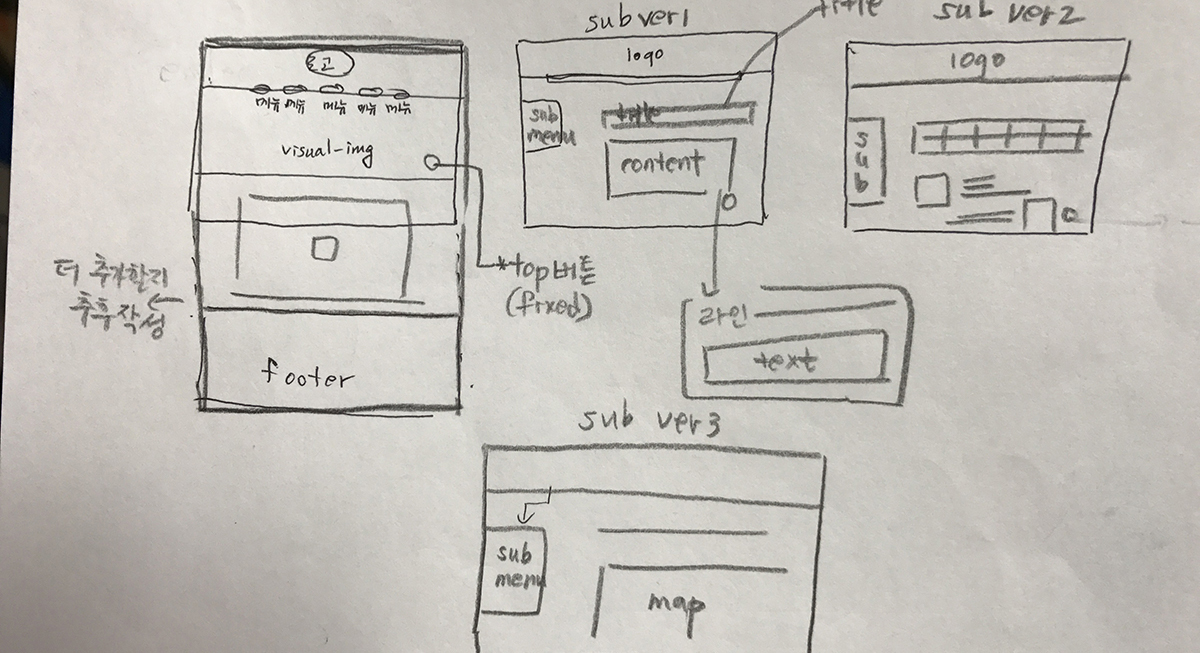 로고
메뉴 메뉴 메뉴 메뉴 메뉴
visual-img
*top버튼
(fixed)
더 추가할지
추후작성
footer
sub ver1
logo
title
sub
menu
title
content
라인
text
sub ver2
logo
sub
sub ver3
sub
menu
map